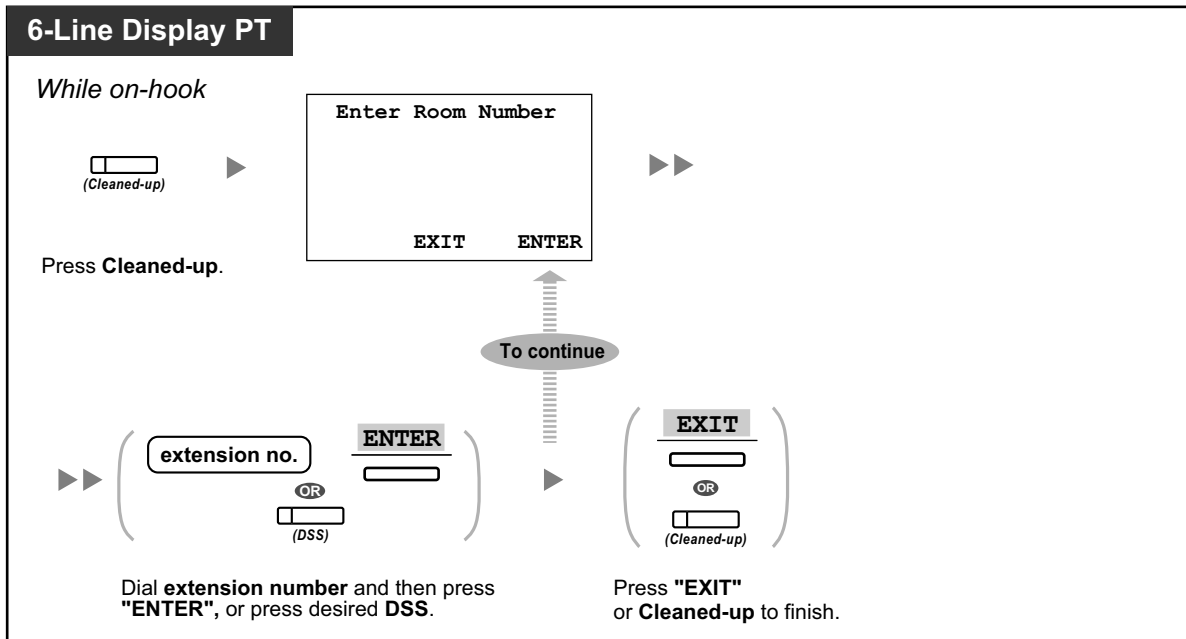 6-Line Display PT
While on-hook
(Cleaned-up)
Press Cleaned-up.
Enter Room Number
EXIT ENTER
To continue
extension no.
ENTER
OR
(DSS)
Dial extension number and then press
"ENTER", or press desired DSS.
EXIT
OR
(Cleaned-up)
Press "EXIT"
or Cleaned-up to finish.